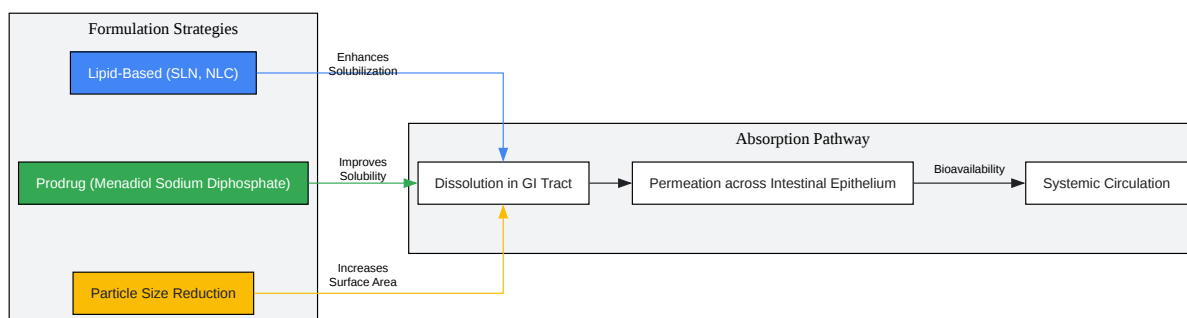 Formulation Strategies
Lipid-Based (SLN, NLC)
Enhances
Solubilization
Prodrug (Menadiol Sodium Diphosphate)
Improves
Solubility
Particle Size Reduction
Increases
Surface Area
Absorption Pathway
Dissolution in GI Tract
Permeation across Intestinal Epithelium
Bioavailability
Systemic Circulation